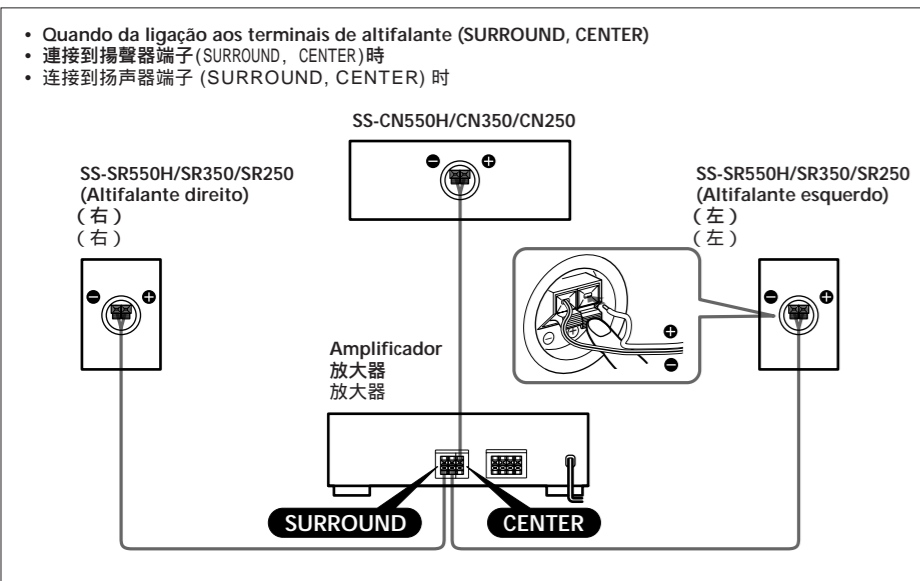 • Quando da ligação aos terminais de altifalante (SURROUND, CENTER)
• 連接到揚聲器端子(SURROUND, CENTER)時
• 连接到扬声器端子 (SURROUND, CENTER) 时
SS-CN550H/CN350/CN250
SS-SR550H/SR350/SR250
(Altifalante direito)
(右)
(右)
SS-SR550H/SR350/SR250
(Altifalante esquerdo)
(左)
(左)
Amplificador
放大器
放大器
SURROUND
CENTER